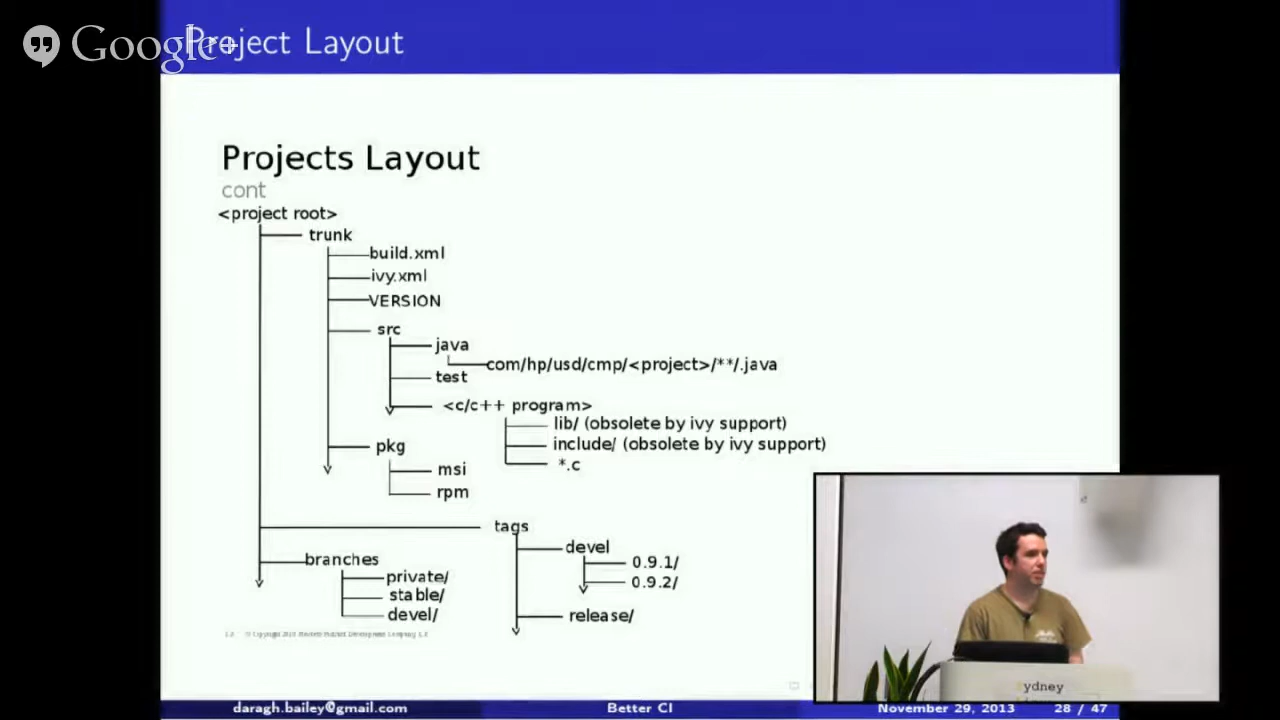 Google+
Project Layout
Projects Layout
cont
<project root>
trunk
build.xml
ivy.xml
VERSION
src
java
com/hp/usd/cmp/<project>/**/.java
test
<c/c++ program>
lib/ (obsolete by ivy support)
include/ (obsolete by ivy support)
*.c
pkg
msi
rpm
tags
devel
0.9.1/
0.9.2/
release/
branches
private/
stable/
devel/
ydney
daragh.bailey@gmail.com
Better CI
November 29, 2013
28 / 47